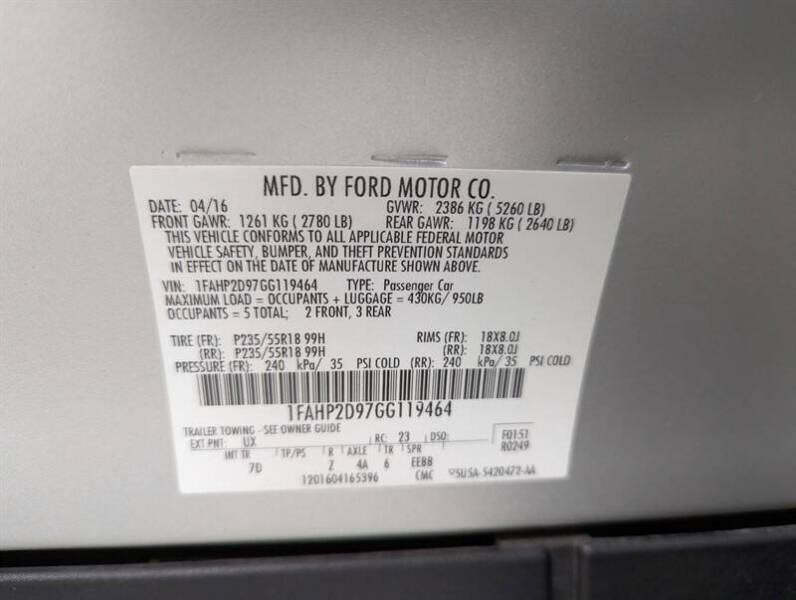 MFD. BY FORD MOTOR CO.
DATE: 04/16 GVWR: 2386 KG ( 5260 LB)
FRONT GAWR: 1261 KG ( 2780 LB) REAR GAWR: 1198 KG ( 2640 LB)
THIS VEHICLE CONFORMS TO ALL APPLICABLE FEDERAL MOTOR
VEHICLE SAFETY, BUMPER, AND THEFT PREVENTION STANDARDS
IN EFFECT ON THE DATE OF MANUFACTURE SHOWN ABOVE.
VIN: 1FAHP2D97GG119464 TYPE: Passenger Car
MAXIMUM LOAD = OCCUPANTS + LUGGAGE = 430KG/ 950LB
OCCUPANTS = 5 TOTAL; 2 FRONT, 3 REAR
TIRE (FR): P235/55R18 99H RIMS (FR): 18X8.0J
(RR): P235/55R18 99H (RR): 18X8.0J
PRESSURE (FR): 240 kPa/ 35 PSI COLD (RR): 240 kPa/ 35 PSI COLD
1FAHP2D97GG119464
TRAILER TOWING - SEE OWNER GUIDE
EXT PNT: UX RC: 23 DSO: F0151
R0249
INT TR TP/PS R AXLE TR SPR
7D Z 4A 6 EEBB
1201604165396 CMC 5U5A-5420472-AA